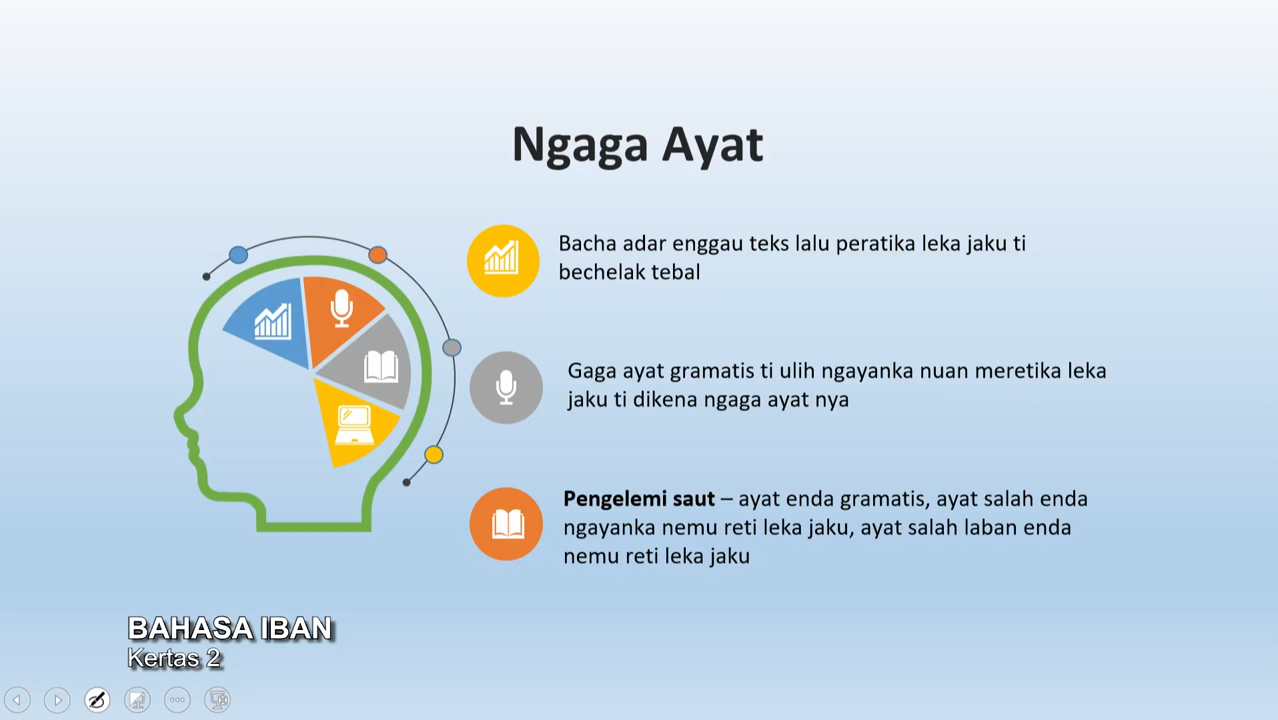 Ngaga Ayat
Bacha adar enggau teks lalu peratika leka jaku ti
bechelak tebal
Gaga ayat gramatis ti ulih ngayanka nuan meretika leka
jaku ti dikena ngaga ayat nya
Pengelemi saut – ayat enda gramatis, ayat salah enda
ngayanka nemu reti leka jaku, ayat salah laban enda
nemu reti leka jaku
BAHASA IBAN
Kertas 2